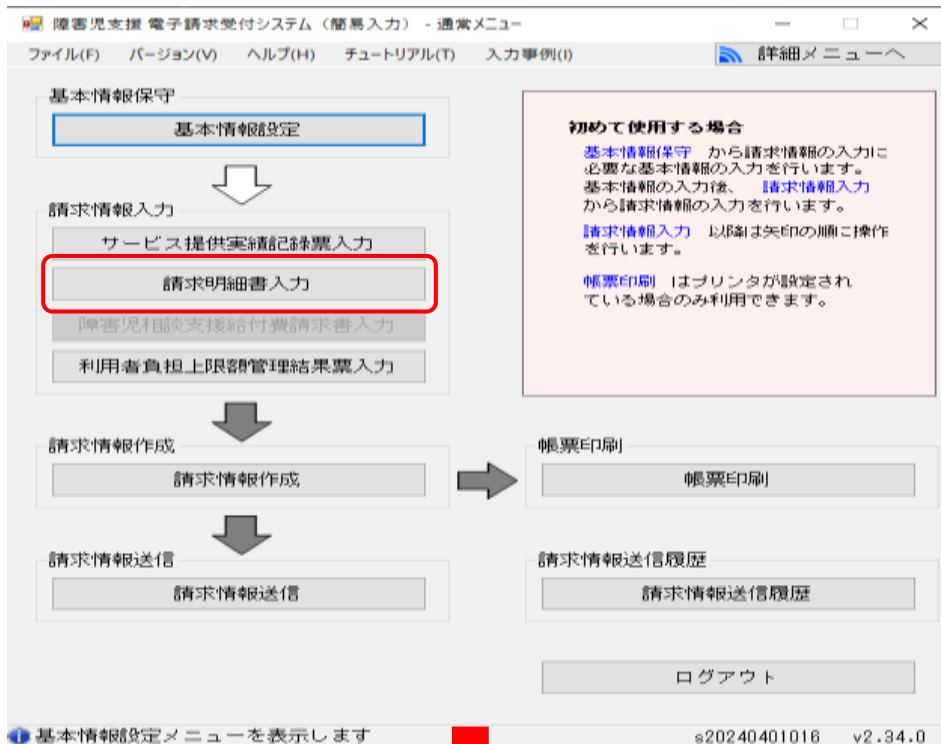 障害児支援 電子請求受付システム（簡易入力） - 通常メニュー
ファイル(F) バージョン(V) ヘルプ(H) チュートリアル(T) 入力事例(I) 詳細メニューへ
基本情報保守
基本情報設定
初めて使用する場合
基本情報保守 から請求情報の入力に
必要な基本情報の入力を行います。
基本情報の入力後、 請求情報入力
から請求情報の入力を行います。
請求情報入力 以降は矢印の順に操作
を行います。
帳票印刷 はプリンタが設定され
ている場合のみ利用できます。
請求情報入力
サービス提供実績記録票入力
請求明細書入力
障害児相談支援給付費請求書入力
利用者負担上限額管理結果票入力
請求情報作成
請求情報作成
帳票印刷
帳票印刷
請求情報送信
請求情報送信
請求情報送信履歴
請求情報送信履歴
ログアウト
基本情報設定メニューを表示します s20240401016 v2.34.0